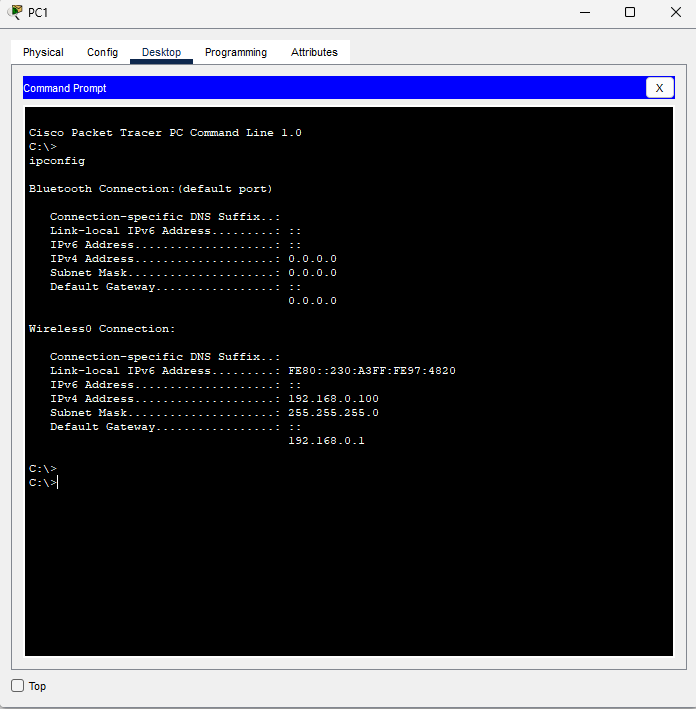 PC1
Physical Config Desktop Programming Attributes
Command Prompt X
Cisco Packet Tracer PC Command Line 1.0
C:\>
ipconfig
Bluetooth Connection:(default port)
Connection-specific DNS Suffix..:
Link-local IPv6 Address.........: ::
IPv6 Address....................: ::
IPv4 Address....................: 0.0.0.0
Subnet Mask.....................: 0.0.0.0
Default Gateway.................: ::
0.0.0.0
Wireless0 Connection:
Connection-specific DNS Suffix..:
Link-local IPv6 Address.........: FE80::230:A3FF:FE97:4820
IPv6 Address....................: ::
IPv4 Address....................: 192.168.0.100
Subnet Mask.....................: 255.255.255.0
Default Gateway.................: ::
192.168.0.1
C:\>
C:\>
Top